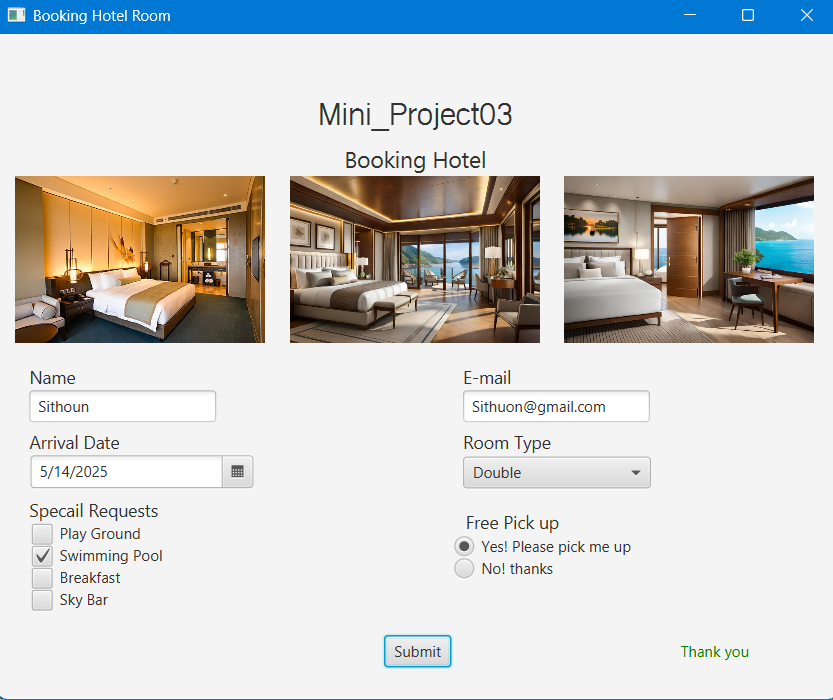 Booking Hotel Room
Mini_Project03
Booking Hotel
Name
Sithoun
E-mail
Sithuon@gmail.com
Arrival Date
5/14/2025
Room Type
Double
Specail Requests
Play Ground
Swimming Pool
Breakfast
Sky Bar
Free Pick up
Yes! Please pick me up
No! thanks
Submit
Thank you